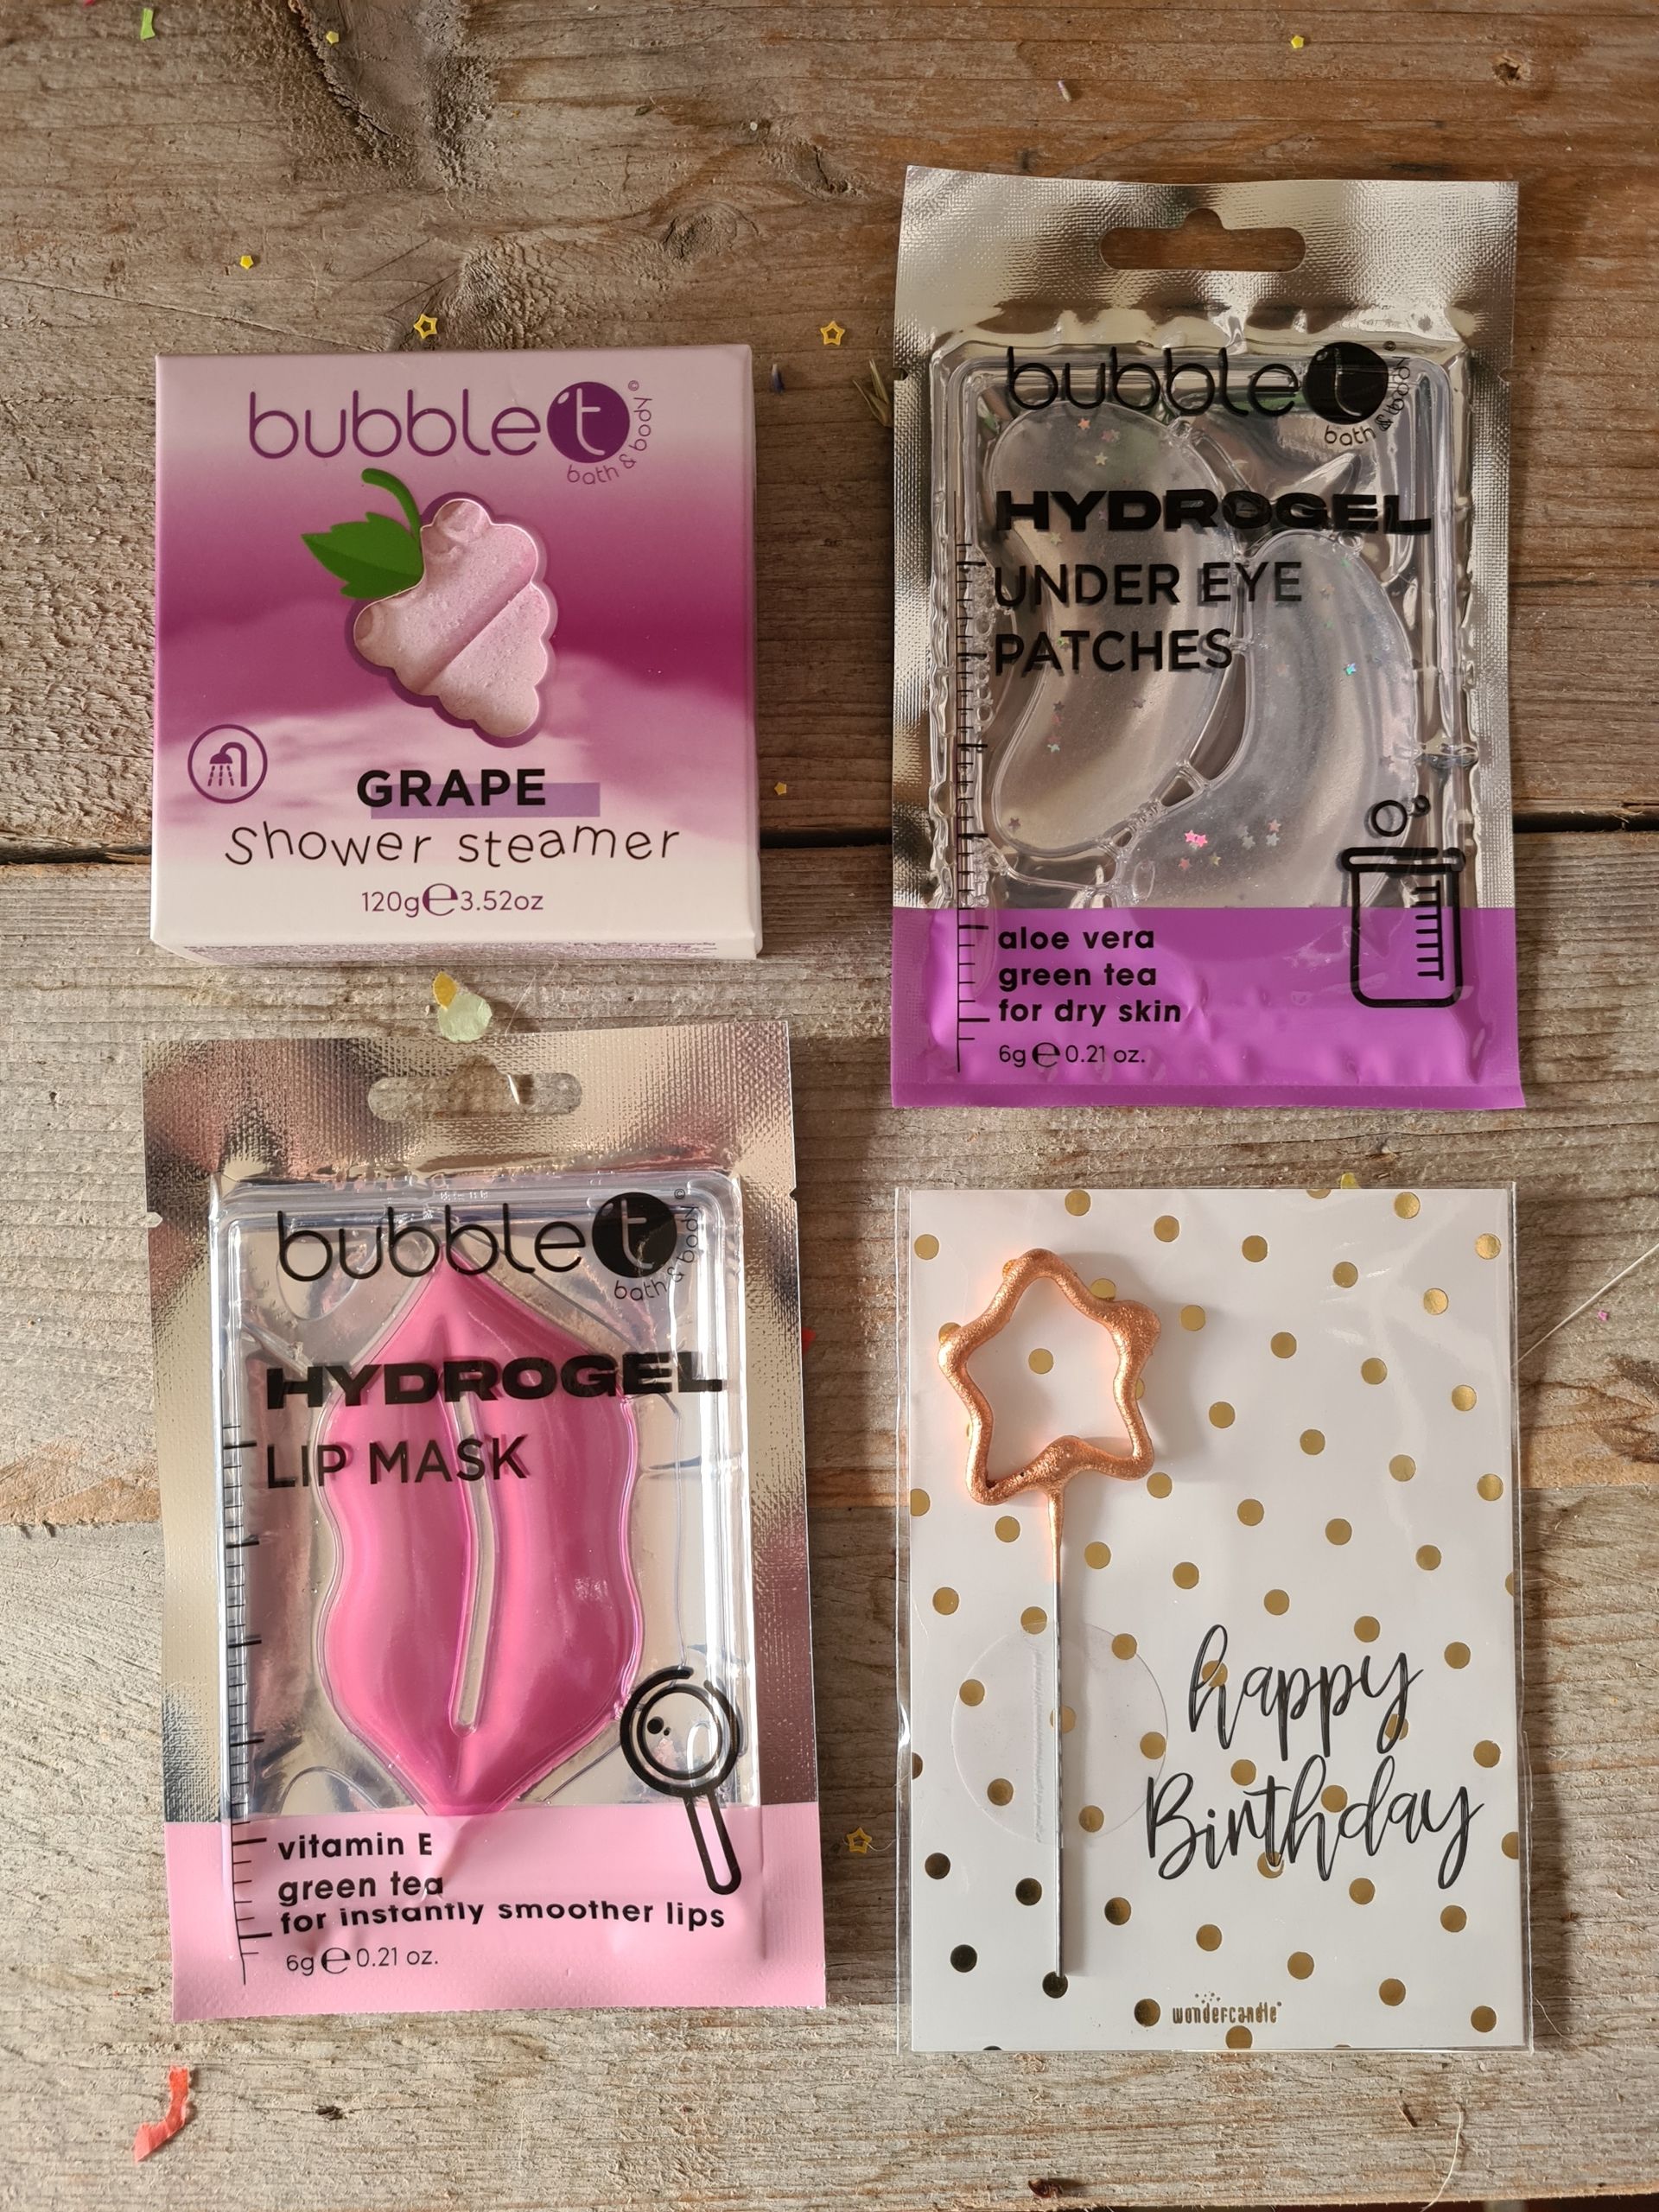 bubble t
bath & body©
GRAPE
Shower steamer
120g e 3.52oz
bubble t
bath & body©
HYDROGEL
UNDER EYE
PATCHES
aloe vera
green tea
for dry skin
6g e 0.21 oz.
bubble t
bath & body©
HYDROGEL
LIP MASK
vitamin E
green tea
for instantly smoother lips
6g e 0.21 oz.
happy
Birthday
wondercandle®